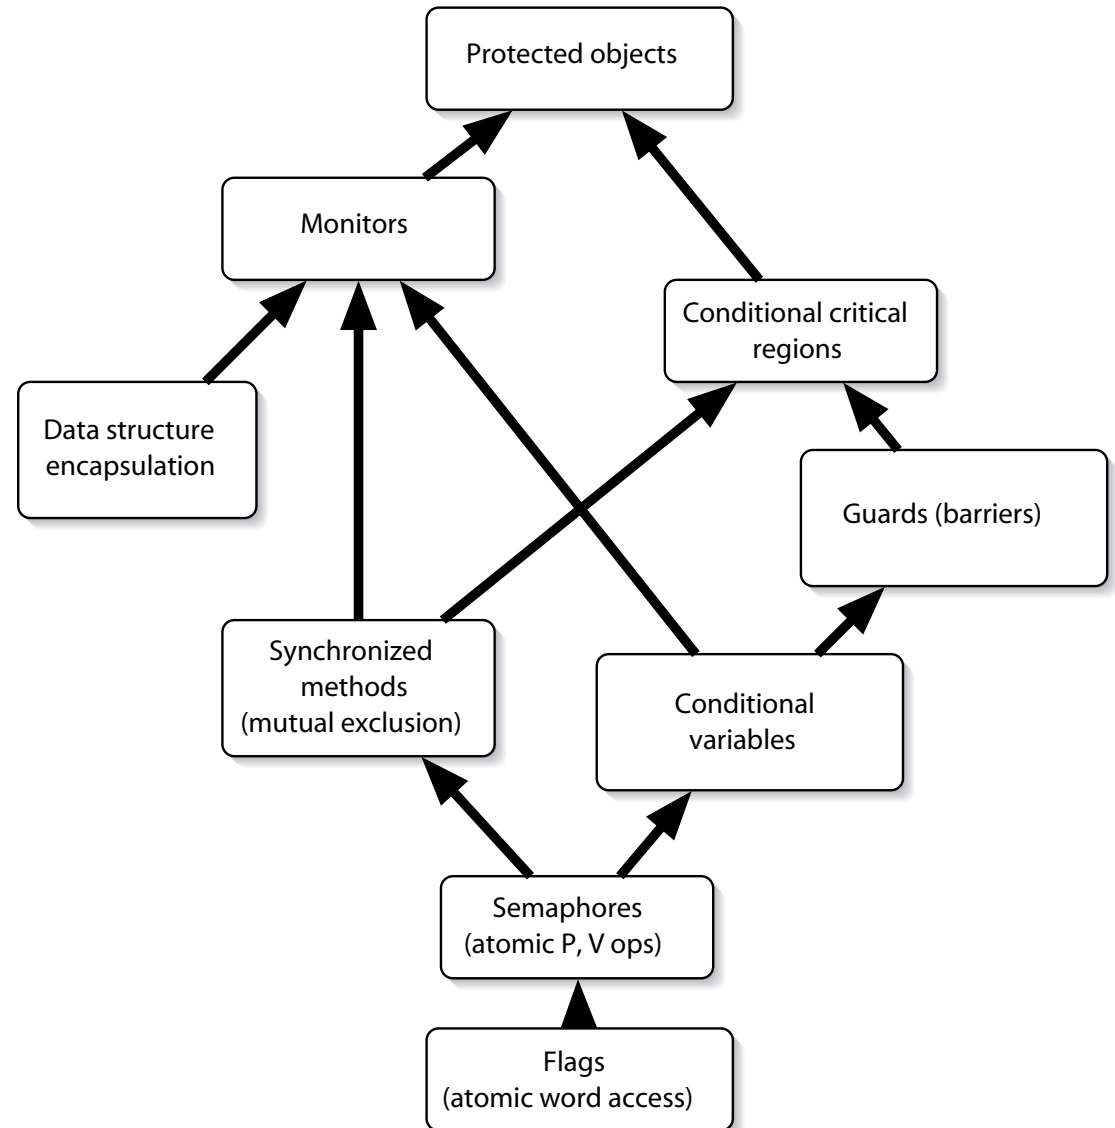 Protected objects
Monitors
Conditional critical
regions
Data structure
encapsulation
Guards (barriers)
Synchronized
methods
(mutual exclusion)
Conditional
variables
Semaphores
(atomic P, V ops)
Flags
(atomic word access)